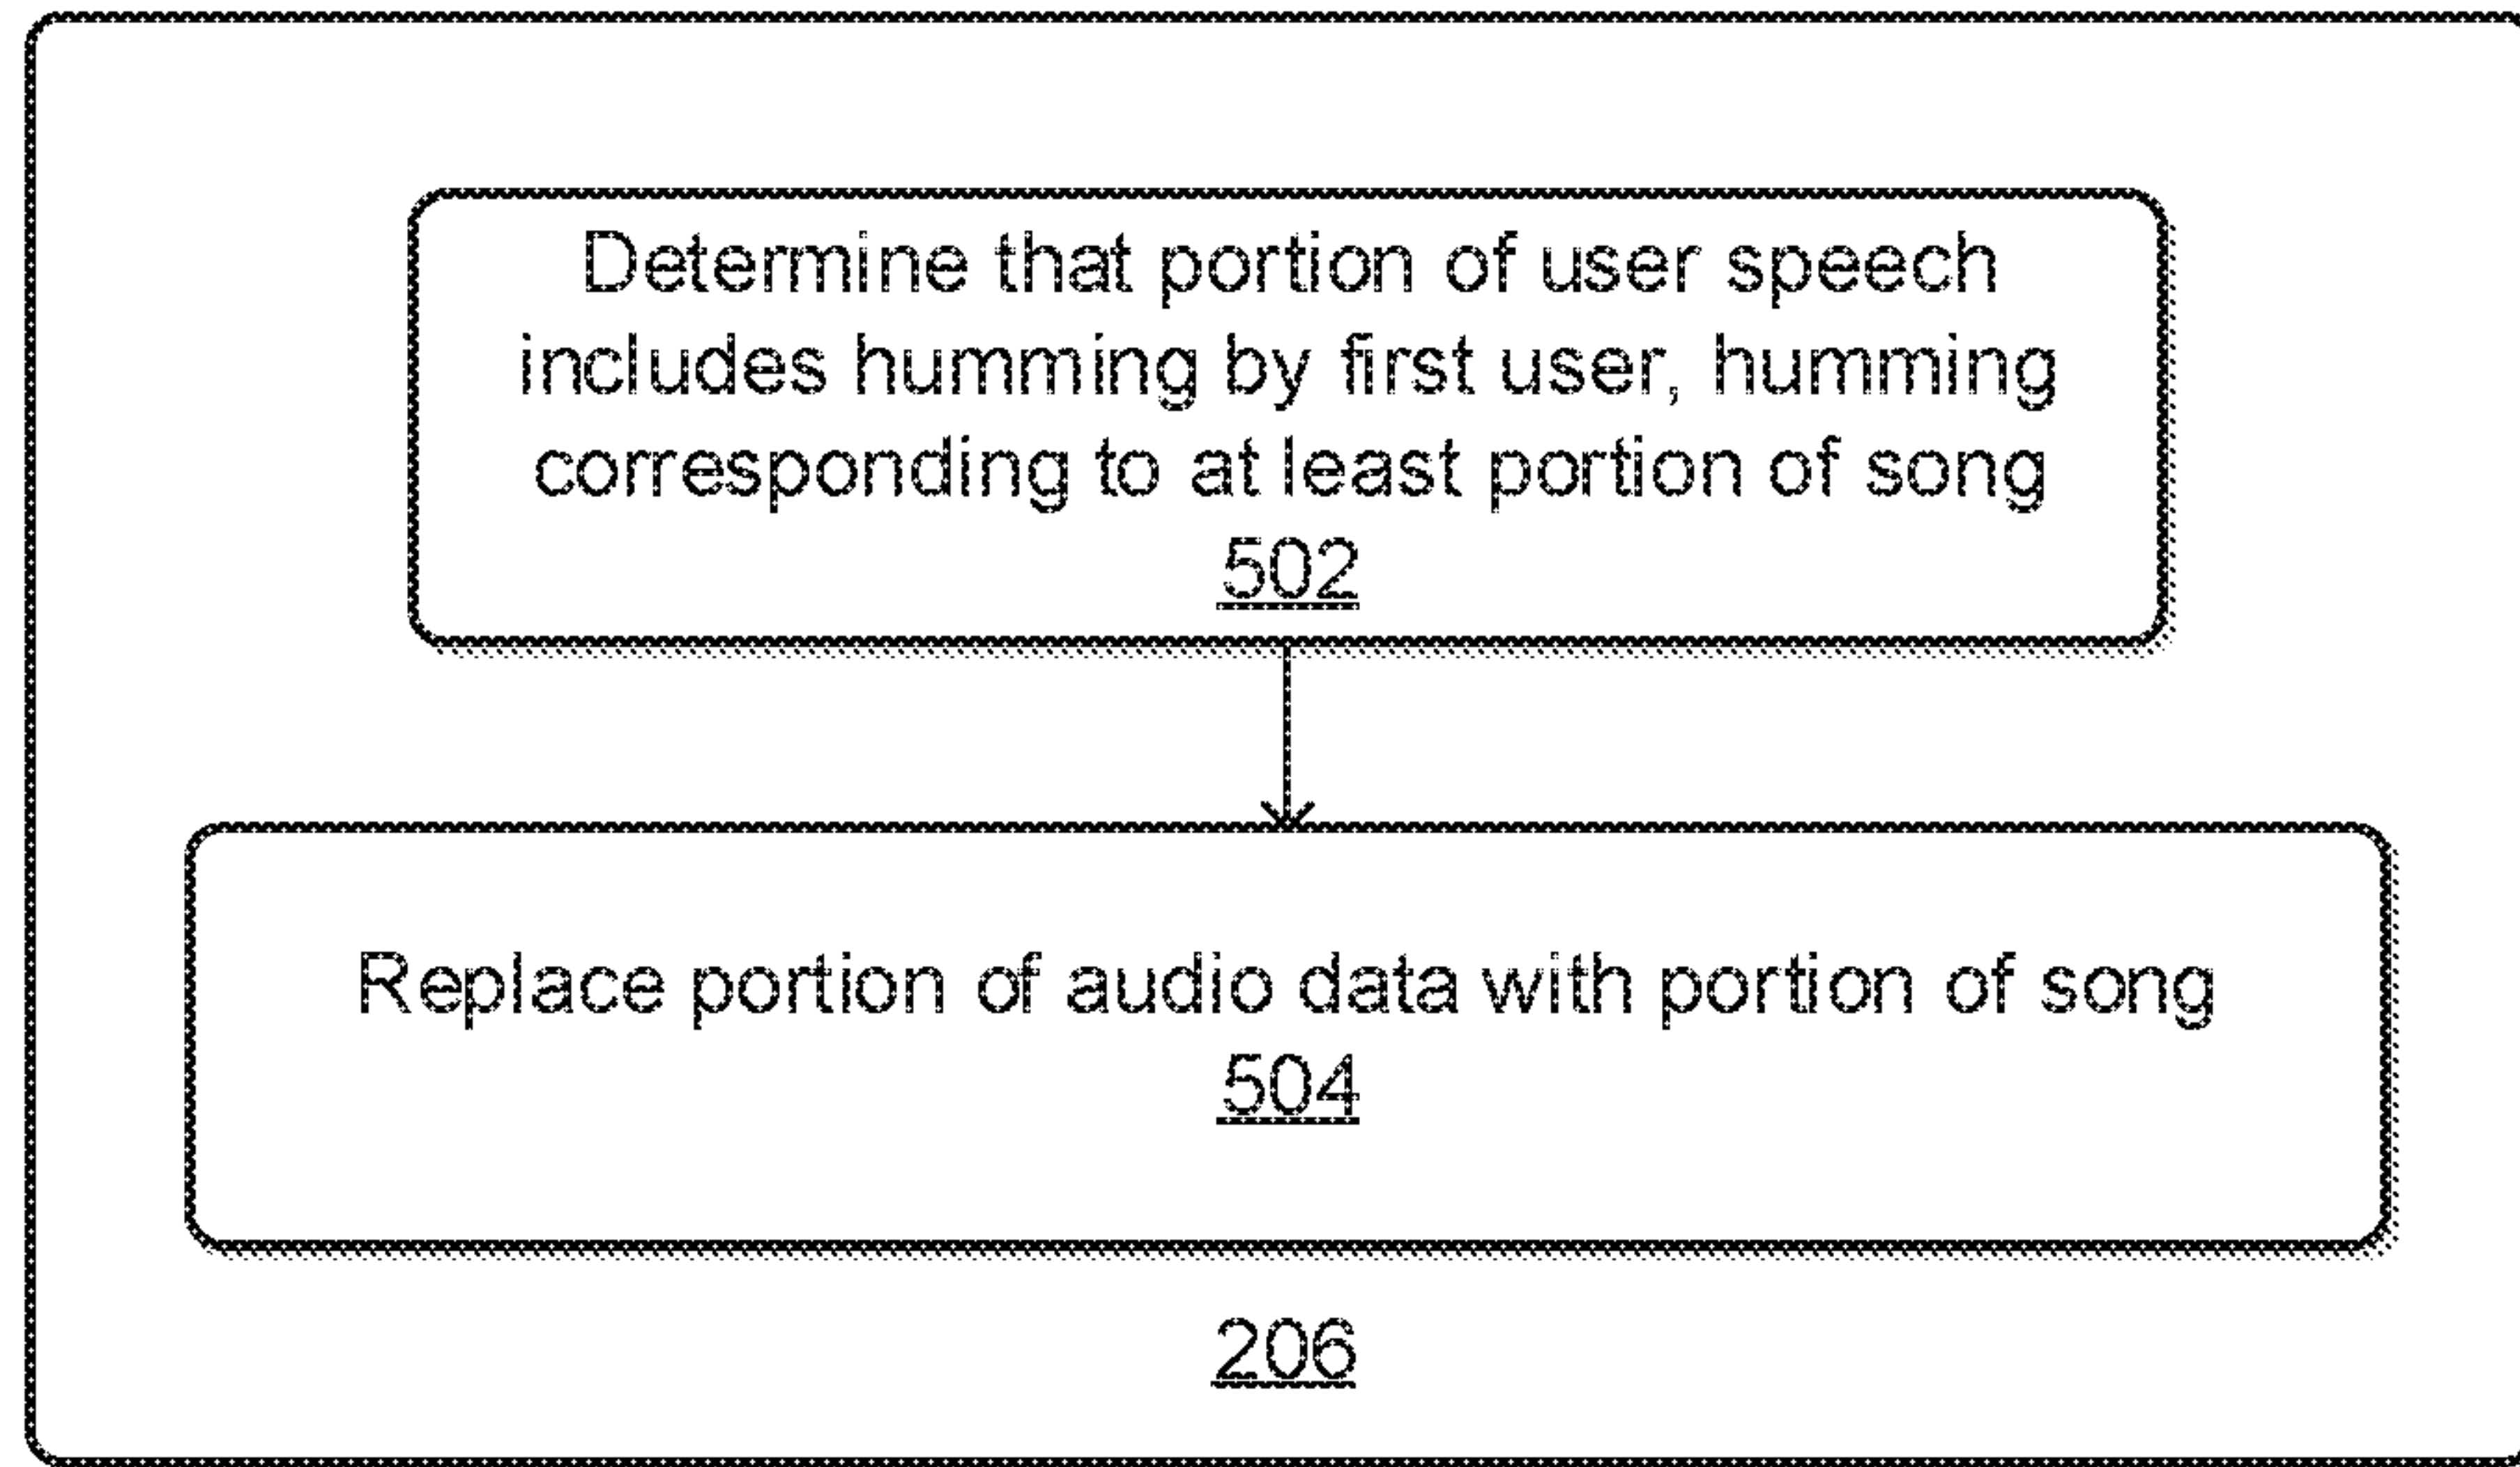 Determine that portion of user speech
includes humming by first user, humming
corresponding to at least portion of song
502
Replace portion of audio data with portion of song
504
206